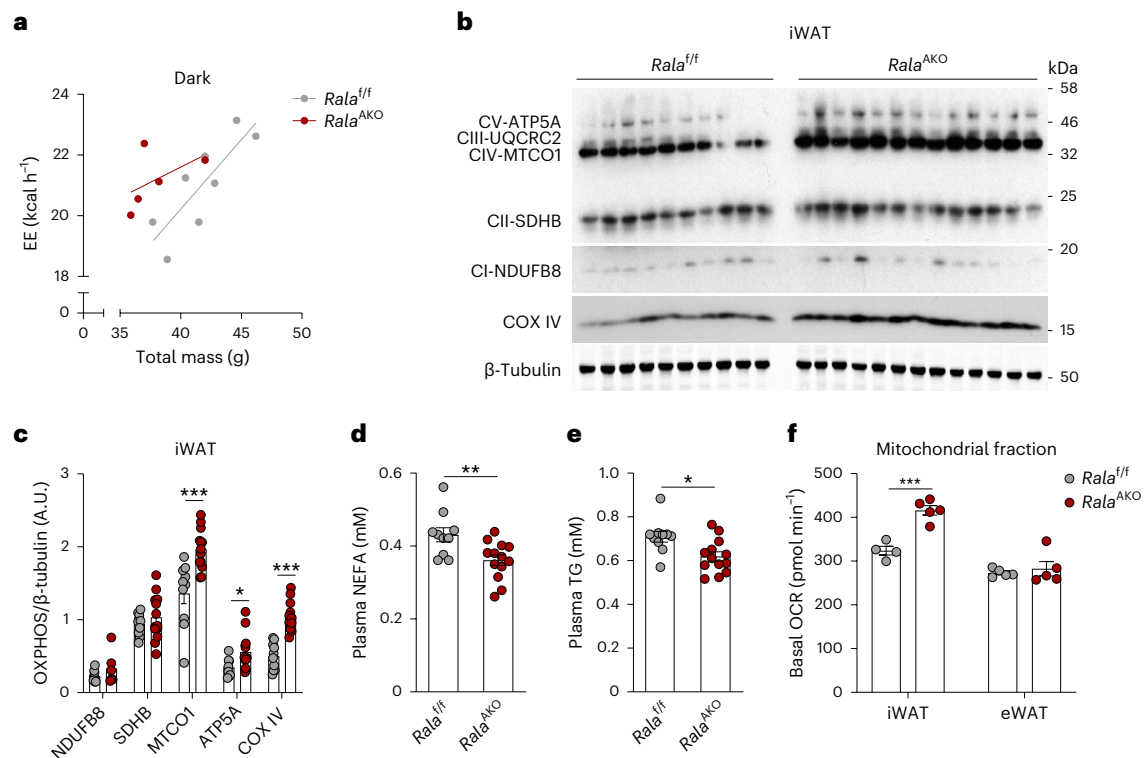 a
Dark
24
22
20
18
0
EE (kcal h⁻¹)
0 35 40 45 50
Total mass (g)
Rala^f/f
Rala^AKO
b
iWAT
Rala^f/f Rala^AKO
kDa
CV-ATP5A
CIII-UQCRC2
CIV-MTCO1
CII-SDHB
CI-NDUFB8
COX IV
β-Tubulin
58
46
32
25
20
15
50
c
iWAT
3
2
1
0
OXPHOS/β-tubulin (A.U.)
*** * ***
NDUFB8 SDHB MTCO1 ATP5A COX IV
d
0.6
0.4
0.2
0
Plasma NEFA (mM)
**
Rala^f/f Rala^AKO
e
1.0
0.8
0.6
0.4
0.2
0
Plasma TG (mM)
*
Rala^f/f Rala^AKO
f
Mitochondrial fraction
500
400
300
200
100
0
Basal OCR (pmol min⁻¹)
***
iWAT eWAT
Rala^f/f
Rala^AKO